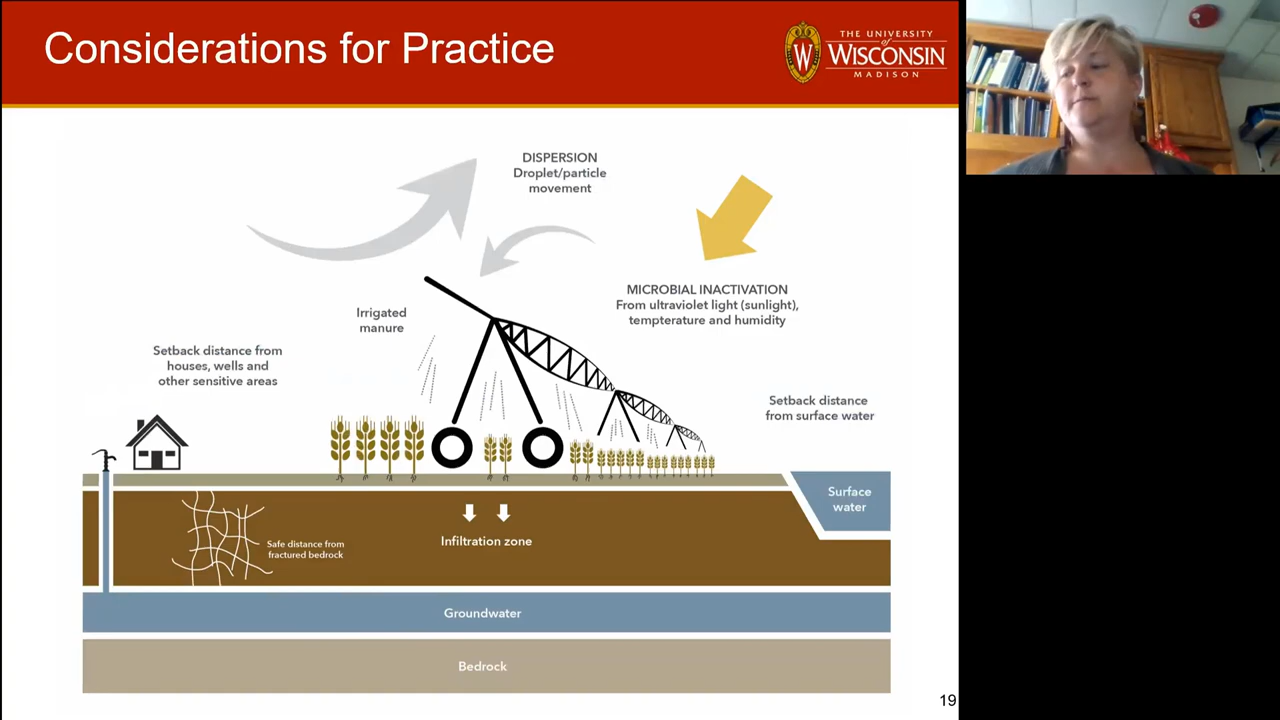 Considerations for Practice
THE UNIVERSITY
of
WISCONSIN
MADISON
W
DISPERSION
Droplet/particle
movement
MICROBIAL INACTIVATION
From ultraviolet light (sunlight),
tempterature and humidity
Irrigated
manure
Setback distance from
houses, wells and
other sensitive areas
Setback distance
from surface water
Surface
water
Safe distance from
fractured bedrock
Infiltration zone
Groundwater
Bedrock
19